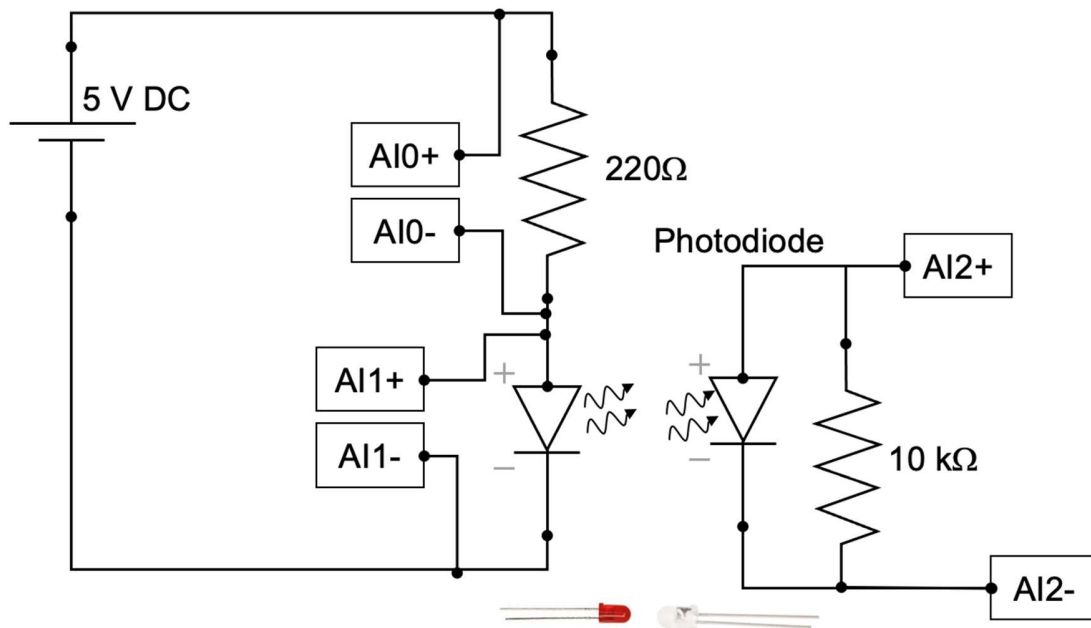 5 V DC
AI0+
220Ω
AI0-
Photodiode
AI2+
AI1+
+
+
AI1-
−
−
10 kΩ
AI2-